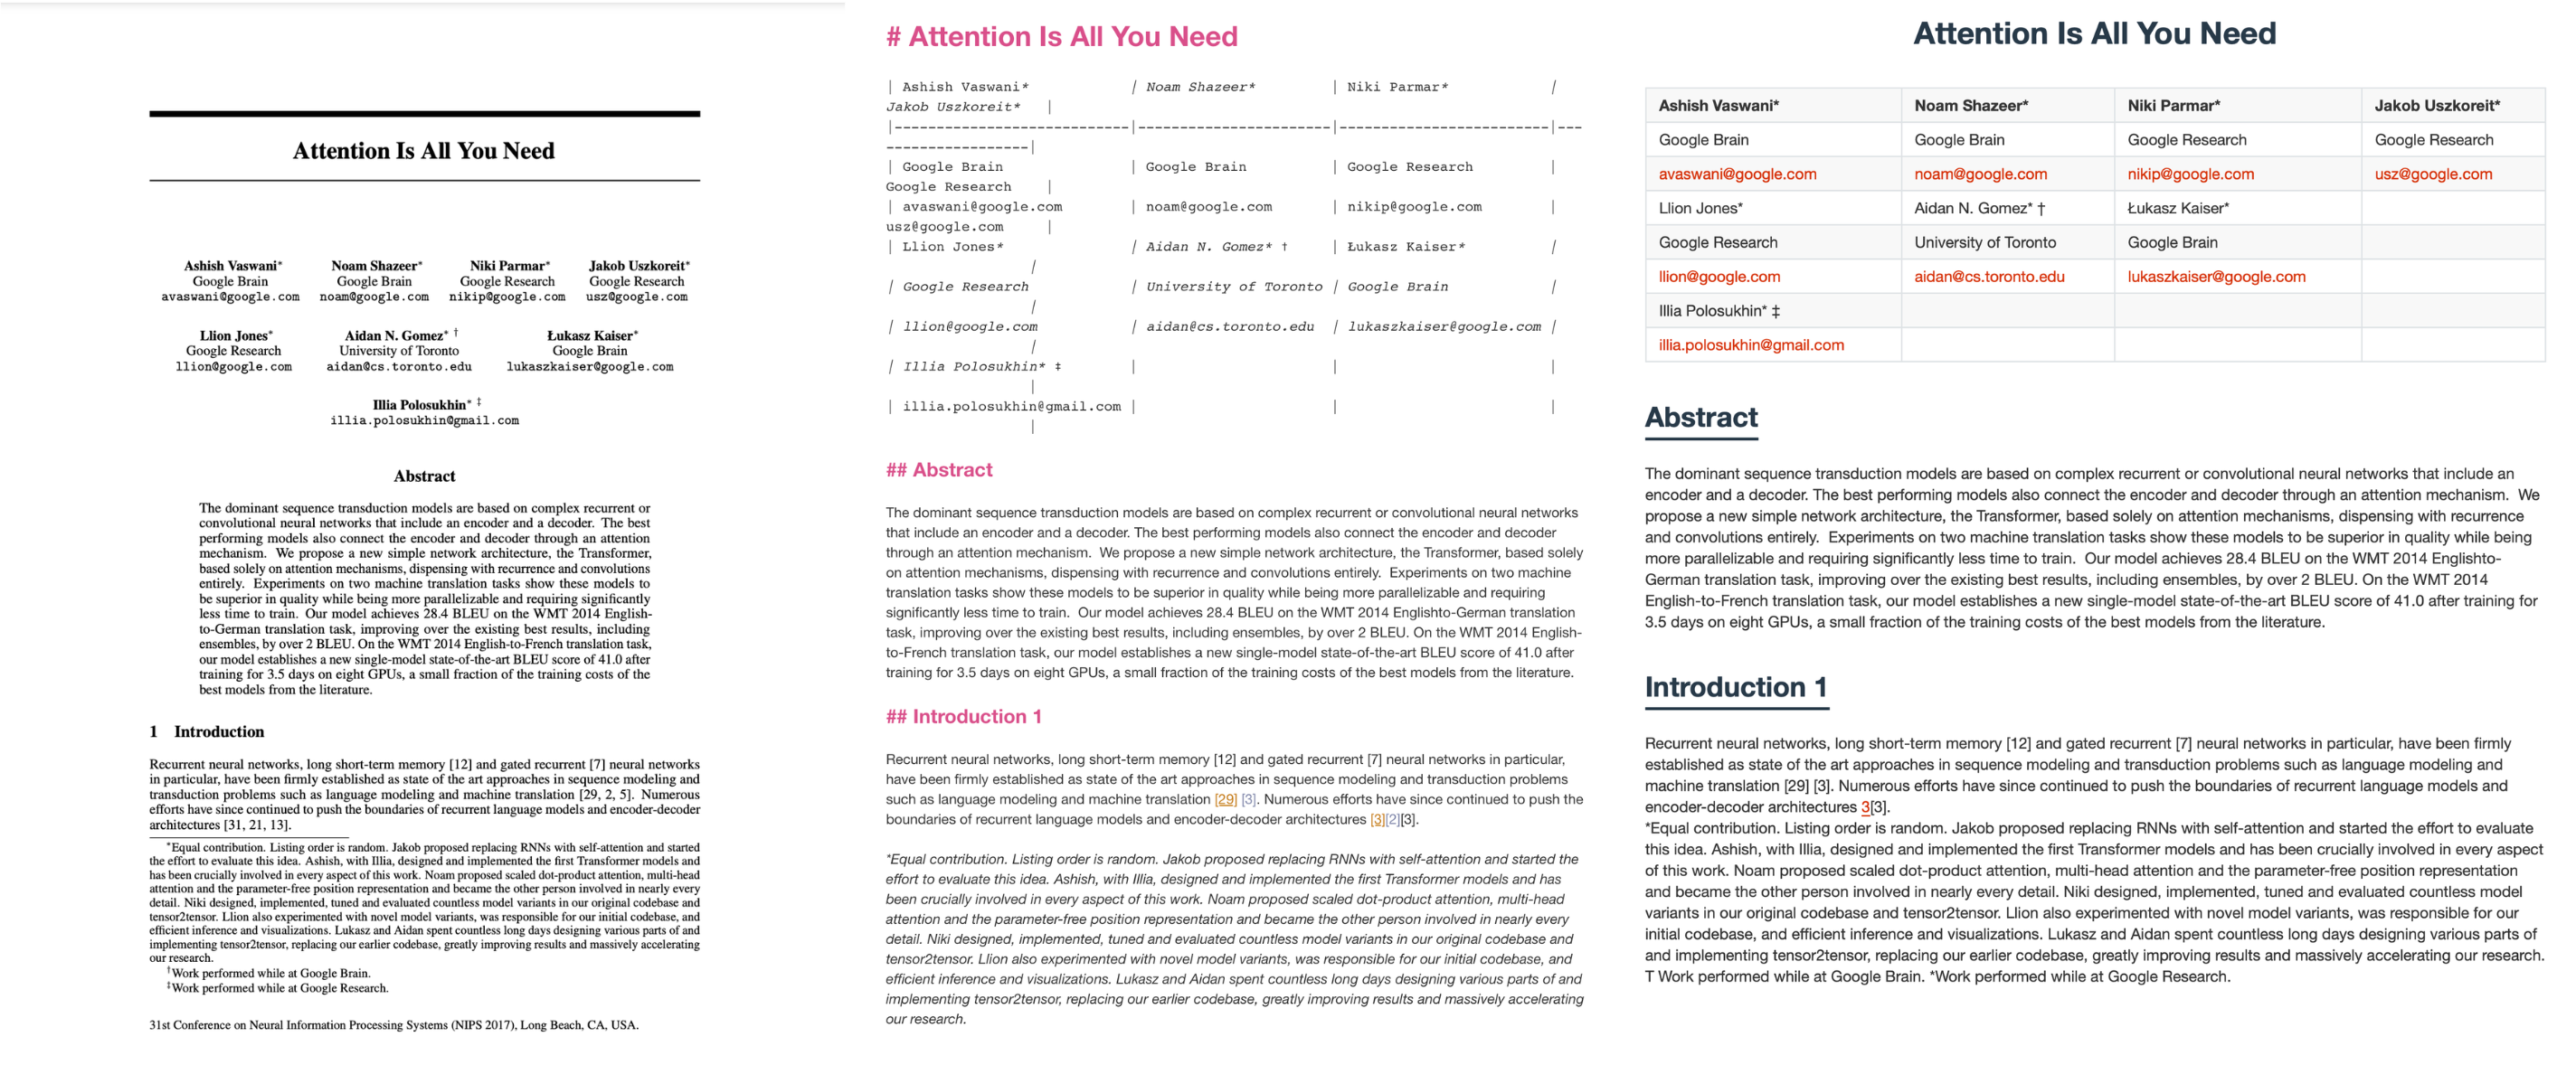 Attention Is All You Need
Ashish Vaswani* Noam Shazeer* Niki Parmar* Jakob Uszkoreit*
Google Brain Google Brain Google Research Google Research
avaswani@google.com noam@google.com nikip@google.com usz@google.com
Llion Jones* Aidan N. Gomez* † Łukasz Kaiser*
Google Research University of Toronto Google Brain
llion@google.com aidan@cs.toronto.edu lukaszkaiser@google.com
Illia Polosukhin* ‡
illia.polosukhin@gmail.com
Abstract
The dominant sequence transduction models are based on complex recurrent or
convolutional neural networks that include an encoder and a decoder. The best
performing models also connect the encoder and decoder through an attention
mechanism. We propose a new simple network architecture, the Transformer,
based solely on attention mechanisms, dispensing with recurrence and convolutions
entirely. Experiments on two machine translation tasks show these models to
be superior in quality while being more parallelizable and requiring significantly
less time to train. Our model achieves 28.4 BLEU on the WMT 2014 English-
to-German translation task, improving over the existing best results, including
ensembles, by over 2 BLEU. On the WMT 2014 English-to-French translation task,
our model establishes a new single-model state-of-the-art BLEU score of 41.0 after
training for 3.5 days on eight GPUs, a small fraction of the training costs of the
best models from the literature.
1 Introduction
Recurrent neural networks, long short-term memory [12] and gated recurrent [7] neural networks
in particular, have been firmly established as state of the art approaches in sequence modeling and
transduction problems such as language modeling and machine translation [29, 2, 5]. Numerous
efforts have since continued to push the boundaries of recurrent language models and encoder-decoder
architectures [31, 21, 13].
*Equal contribution. Listing order is random. Jakob proposed replacing RNNs with self-attention and started
the effort to evaluate this idea. Ashish, with Illia, designed and implemented the first Transformer models and
has been crucially involved in every aspect of this work. Noam proposed scaled dot-product attention, multi-head
attention and the parameter-free position representation and became the other person involved in nearly every
detail. Niki designed, implemented, tuned and evaluated countless model variants in our original codebase and
tensor2tensor. Llion also experimented with novel model variants, was responsible for our initial codebase, and
efficient inference and visualizations. Lukasz and Aidan spent countless long days designing various parts of and
implementing tensor2tensor, replacing our earlier codebase, greatly improving results and massively accelerating
our research.
†Work performed while at Google Brain.
‡Work performed while at Google Research.
31st Conference on Neural Information Processing Systems (NIPS 2017), Long Beach, CA, USA.
# Attention Is All You Need
| Ashish Vaswani* | Noam Shazeer* | Niki Parmar* |
Jakob Uszkoreit* |
|----------------------------|-----------------------|-------------------------|---
-----------------|
| Google Brain | Google Brain | Google Research |
Google Research |
| avaswani@google.com | noam@google.com | nikip@google.com |
usz@google.com |
| Llion Jones* | Aidan N. Gomez* † | Łukasz Kaiser* |
|
| Google Research | University of Toronto | Google Brain |
|
| llion@google.com | aidan@cs.toronto.edu | lukaszkaiser@google.com |
|
| Illia Polosukhin* ‡ | | |
|
| illia.polosukhin@gmail.com | | |
|
## Abstract
The dominant sequence transduction models are based on complex recurrent or convolutional neural networks
that include an encoder and a decoder. The best performing models also connect the encoder and decoder
through an attention mechanism. We propose a new simple network architecture, the Transformer, based solely
on attention mechanisms, dispensing with recurrence and convolutions entirely. Experiments on two machine
translation tasks show these models to be superior in quality while being more parallelizable and requiring
significantly less time to train. Our model achieves 28.4 BLEU on the WMT 2014 Englishto-German translation
task, improving over the existing best results, including ensembles, by over 2 BLEU. On the WMT 2014 English-
to-French translation task, our model establishes a new single-model state-of-the-art BLEU score of 41.0 after
training for 3.5 days on eight GPUs, a small fraction of the training costs of the best models from the literature.
## Introduction 1
Recurrent neural networks, long short-term memory [12] and gated recurrent [7] neural networks in particular,
have been firmly established as state of the art approaches in sequence modeling and transduction problems
such as language modeling and machine translation [29] [3]. Numerous efforts have since continued to push the
boundaries of recurrent language models and encoder-decoder architectures [3][2][3].
*Equal contribution. Listing order is random. Jakob proposed replacing RNNs with self-attention and started the
effort to evaluate this idea. Ashish, with Illia, designed and implemented the first Transformer models and has
been crucially involved in every aspect of this work. Noam proposed scaled dot-product attention, multi-head
attention and the parameter-free position representation and became the other person involved in nearly every
detail. Niki designed, implemented, tuned and evaluated countless model variants in our original codebase and
tensor2tensor. Llion also experimented with novel model variants, was responsible for our initial codebase, and
efficient inference and visualizations. Lukasz and Aidan spent countless long days designing various parts of and
implementing tensor2tensor, replacing our earlier codebase, greatly improving results and massively accelerating
our research.
Attention Is All You Need
Ashish Vaswani* Noam Shazeer* Niki Parmar* Jakob Uszkoreit*
Google Brain Google Brain Google Research Google Research
avaswani@google.com noam@google.com nikip@google.com usz@google.com
Llion Jones* Aidan N. Gomez* † Łukasz Kaiser*
Google Research University of Toronto Google Brain
llion@google.com aidan@cs.toronto.edu lukaszkaiser@google.com
Illia Polosukhin* ‡
illia.polosukhin@gmail.com
Abstract
The dominant sequence transduction models are based on complex recurrent or convolutional neural networks that include an
encoder and a decoder. The best performing models also connect the encoder and decoder through an attention mechanism. We
propose a new simple network architecture, the Transformer, based solely on attention mechanisms, dispensing with recurrence
and convolutions entirely. Experiments on two machine translation tasks show these models to be superior in quality while being
more parallelizable and requiring significantly less time to train. Our model achieves 28.4 BLEU on the WMT 2014 Englishto-
German translation task, improving over the existing best results, including ensembles, by over 2 BLEU. On the WMT 2014
English-to-French translation task, our model establishes a new single-model state-of-the-art BLEU score of 41.0 after training for
3.5 days on eight GPUs, a small fraction of the training costs of the best models from the literature.
Introduction 1
Recurrent neural networks, long short-term memory [12] and gated recurrent [7] neural networks in particular, have been firmly
established as state of the art approaches in sequence modeling and transduction problems such as language modeling and
machine translation [29] [3]. Numerous efforts have since continued to push the boundaries of recurrent language models and
encoder-decoder architectures 3[3].
*Equal contribution. Listing order is random. Jakob proposed replacing RNNs with self-attention and started the effort to evaluate
this idea. Ashish, with Illia, designed and implemented the first Transformer models and has been crucially involved in every aspect
of this work. Noam proposed scaled dot-product attention, multi-head attention and the parameter-free position representation
and became the other person involved in nearly every detail. Niki designed, implemented, tuned and evaluated countless model
variants in our original codebase and tensor2tensor. Llion also experimented with novel model variants, was responsible for our
initial codebase, and efficient inference and visualizations. Lukasz and Aidan spent countless long days designing various parts of
and implementing tensor2tensor, replacing our earlier codebase, greatly improving results and massively accelerating our research.
T Work performed while at Google Brain. *Work performed while at Google Research.